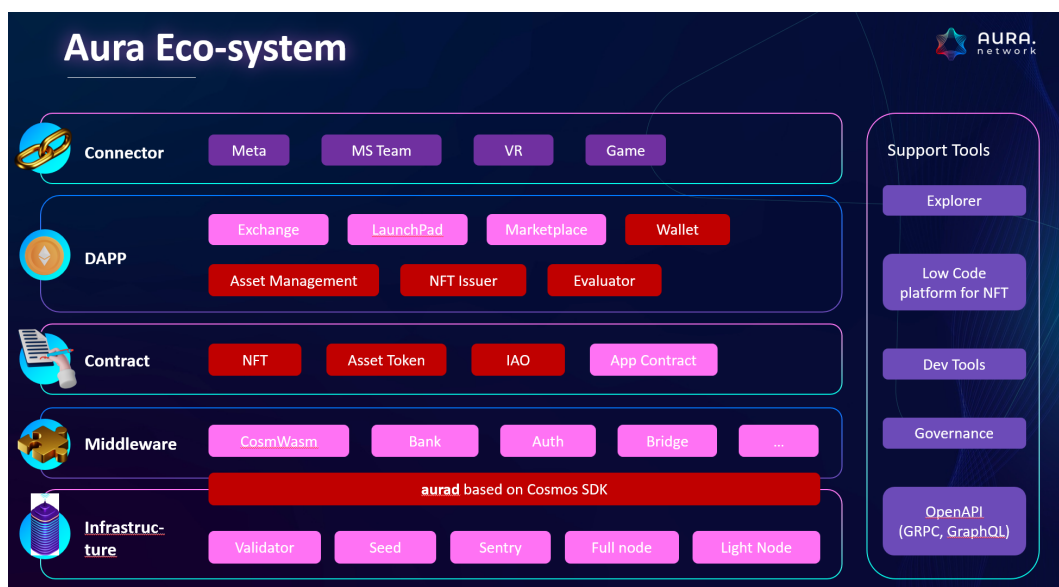 Aura Eco-system
AURA.
network
Connector
Meta
MS Team
VR
Game
DAPP
Exchange
LaunchPad
Marketplace
Wallet
Asset Management
NFT Issuer
Evaluator
Contract
NFT
Asset Token
IAO
App Contract
Middleware
CosmWasm
Bank
Auth
Bridge
...
aurad based on Cosmos SDK
Infrastruc-
ture
Validator
Seed
Sentry
Full node
Light Node
Support Tools
Explorer
Low Code
platform for NFT
Dev Tools
Governance
OpenAPI
(GRPC, GraphQL)